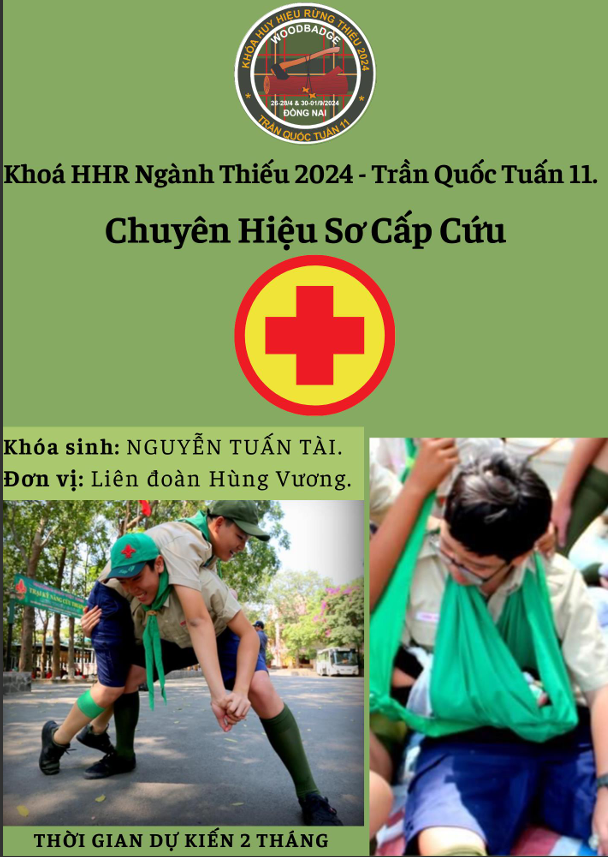 KHÓA HUY HIỆU RỪNG THIẾU 2024
WOODBADGE
26-28/4 & 30-01/9/2024
ĐỒNG NAI
TRẦN QUỐC TUẤN 11
Khoá HHR Ngành Thiếu 2024 - Trần Quốc Tuấn 11.
Chuyên Hiệu Sơ Cấp Cứu
Khóa sinh: NGUYỄN TUẤN TÀI.
Đơn vị: Liên đoàn Hùng Vương.
THỜI GIAN DỰ KIẾN 2 THÁNG